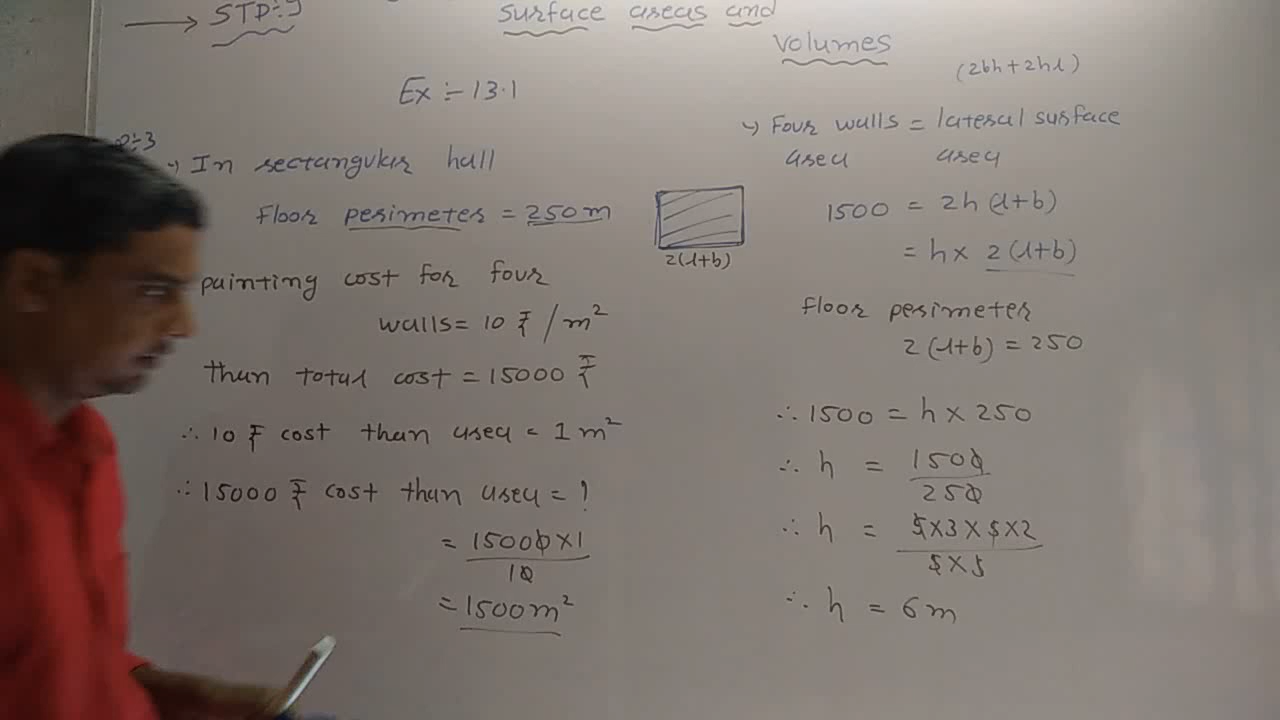 → STD:-9
surface areas and
volumes
Ex :- 13.1
In rectangular hall
Floor perimeter = 250 m
painting cost for four
walls = 10 ₹ / m²
than total cost = 15000 ₹
∴ 10 ₹ cost than area = 1 m²
∴ 15000 ₹ cost than area = ?
= 15000 × 1
10
= 1500 m²
2(l+b)
(2bh + 2hl)
Four walls = lateral surface
area area
1500 = 2h (l+b)
= h × 2 (l+b)
floor perimeter
2 (l+b) = 250
∴ 1500 = h × 250
∴ h = 1500
250
∴ h = 5×3×5×2
5×5
∴ h = 6 m